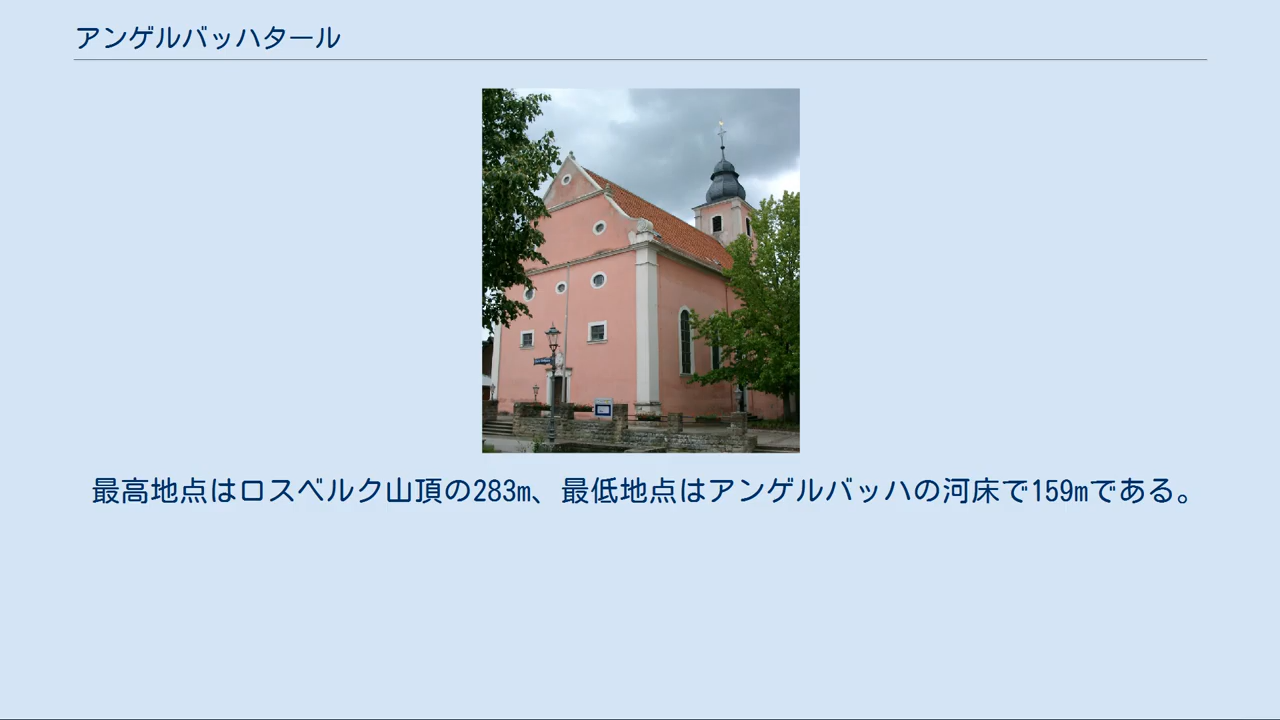 アンゲルバッハタール
最高地点はロスベルク山頂の283m、最低地点はアンゲルバッハの河床で159mである。